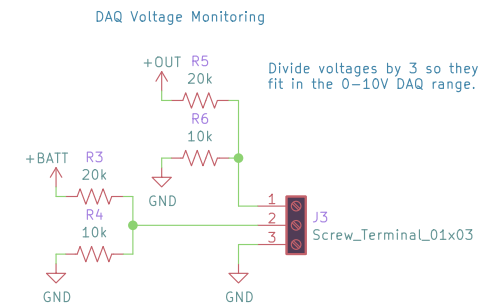 DAQ Voltage Monitoring
+OUT
R5
20k
Divide voltages by 3 so they
fit in the 0-10V DAQ range.
R6
10k
GND
+BATT
R3
20k
R4
10k
GND
1
2
3
J3
Screw_Terminal_01x03
GND